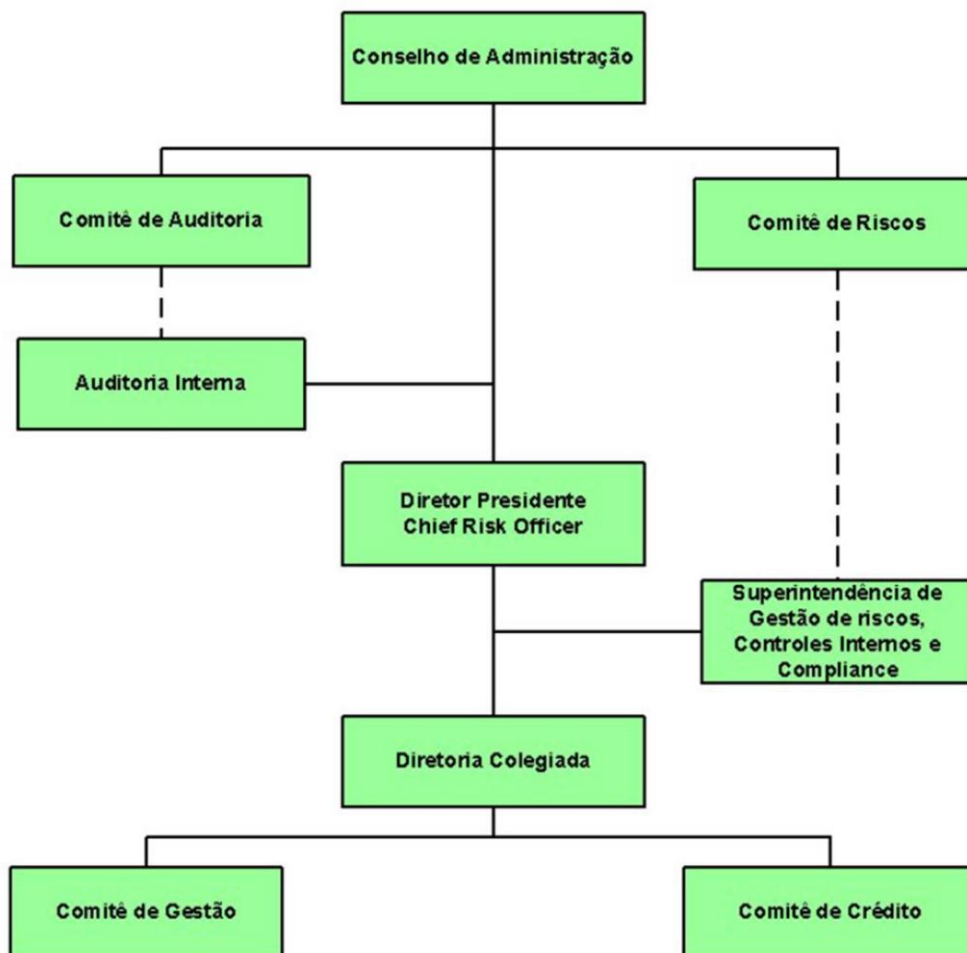 Conselho de Administração
Comitê de Auditoria
Comitê de Riscos
Auditoria Interna
Diretor Presidente
Chief Risk Officer
Superintendência de
Gestão de riscos,
Controles Internos e
Compliance
Diretoria Colegiada
Comitê de Gestão
Comitê de Crédito